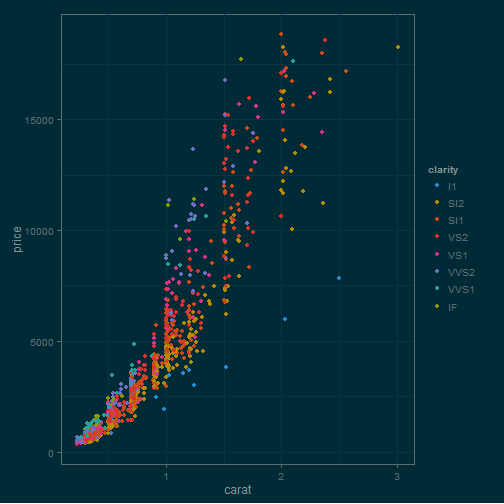 15000
10000
5000
0
price
1
2
3
carat
clarity
I1
SI2
SI1
VS2
VS1
VVS2
VVS1
IF